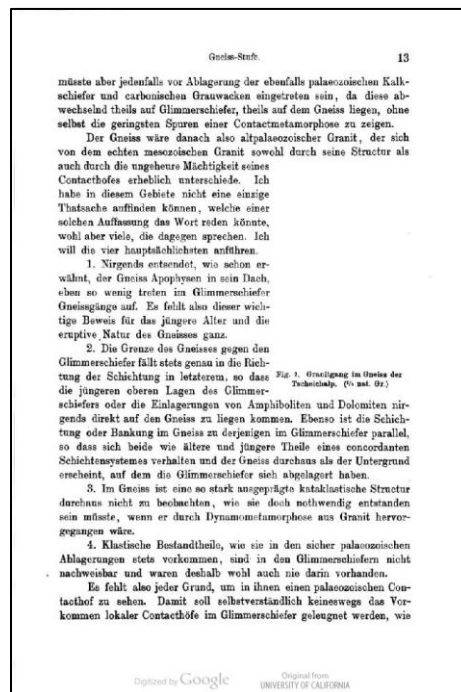 Gneiss-Stufe. 13
müsste aber jedenfalls vor Ablagerung der ebenfalls palaeozoischen Kalk-
schiefer und carbonischen Grauwacken eingetreten sein, da diese ab-
wechselnd theils auf Glimmerschiefer, theils auf dem Gneiss liegen, ohne
selbst die geringsten Spuren einer Contactmetamorphose zu zeigen.
Der Gneiss wäre danach also altpalaeozoischer Granit, der sich
von dem echten mesozoischen Granit sowohl durch seine Structur als
auch durch die ungeheure Mächtigkeit seines
Contacthofes erheblich unterschiede. Ich
habe in diesem Gebiete nicht eine einzige
Thatsache auffinden können, welche einer
solchen Auffassung das Wort reden könnte,
wohl aber viele, die dagegen sprechen. Ich
will die vier hauptsächlichsten anführen.
1. Nirgends entsendet, wie schon er-
wähnt, der Gneiss Apophysen in sein Dach,
eben so wenig treten im Glimmerschiefer
Gneissgänge auf. Es fehlt also dieser wich-
tige Beweis für das jüngere Alter und die
eruptive Natur des Gneisses ganz.
2. Die Grenze des Gneisses gegen den
Glimmerschiefer fällt stets genau in die Rich-
tung der Schichtung in letzterem, so dass
die jüngeren oberen Lagen des Glimmer-
Fig. 1. Granitgang im Gneiss der
Tscheichalp. (⅓ nat. Gr.)
schiefers oder die Einlagerungen von Amphiboliten und Dolomiten nir-
gends direkt auf den Gneiss zu liegen kommen. Ebenso ist die Schich-
tung oder Bankung im Gneiss zu derjenigen im Glimmerschiefer parallel,
so dass sich beide wie ältere und jüngere Theile eines concordanten
Schichtensystemes verhalten und der Gneiss durchaus als der Untergrund
erscheint, auf dem die Glimmerschiefer sich abgelagert haben.
3. Im Gneiss ist eine so stark ausgeprägte kataklastische Structur
durchaus nicht zu beobachten, wie sie doch nothwendig entstanden
sein müsste, wenn er durch Dynamometamorphose aus Granit hervor-
gegangen wäre.
4. Klastische Bestandtheile, wie sie in den sicher palaeozoischen
Ablagerungen stets vorkommen, sind in den Glimmerschiefern nicht
nachweisbar und waren deshalb wohl auch nie darin vorhanden.
Es fehlt also jeder Grund, um in ihnen einen palaeozoischen Con-
tacthof zu sehen. Damit soll selbstverständlich keineswegs das Vor-
kommen lokaler Contacthöfe im Glimmerschiefer geleugnet werden, wie
Digitized by Google
Original from
UNIVERSITY OF CALIFORNIA